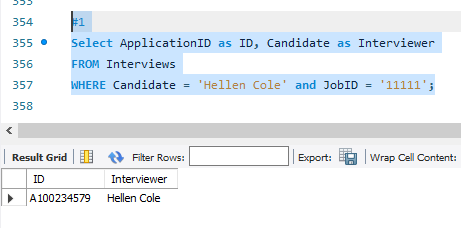 353
354 #1
355 Select ApplicationID as ID, Candidate as Interviewer
356 FROM Interviews
357 WHERE Candidate = 'Hellen Cole' and JobID = '11111';
358
Result Grid Filter Rows: Export: Wrap Cell Content:
ID Interviewer
A100234579 Hellen Cole